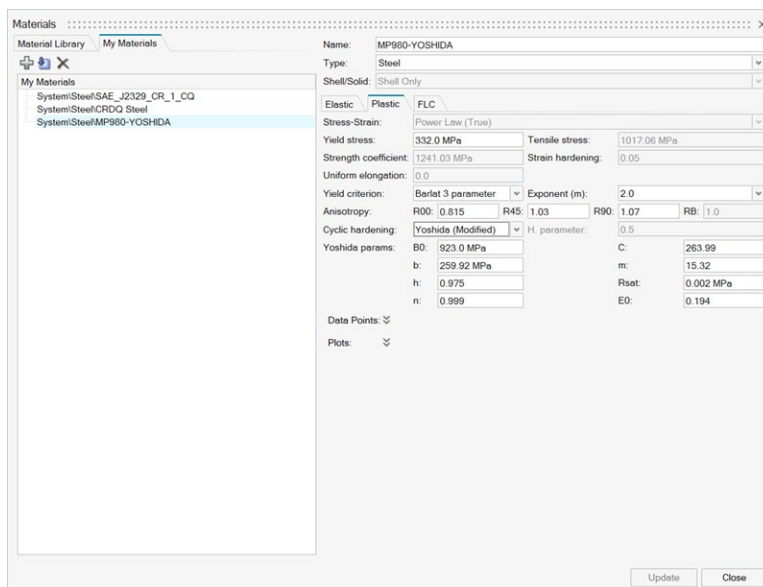 Materials
Material Library My Materials
My Materials
System\Steel\SAE_J2329_CR_1_CQ
System\Steel\CRDQ Steel
System\Steel\MP980-YOSHIDA
Name: MP980-YOSHIDA
Type: Steel
Shell/Solid: Shell Only
Elastic Plastic FLC
Stress-Strain: Power Law (True)
Yield stress: 332.0 MPa Tensile stress: 1017.06 MPa
Strength coefficient: 1241.03 MPa Strain hardening: 0.05
Uniform elongation: 0.0
Yield criterion: Barlat 3 parameter Exponent (m): 2.0
Anisotropy: R00: 0.815 R45: 1.03 R90: 1.07 RB: 1.0
Cyclic hardening: Yoshida (Modified) H. parameter: 0.5
Yoshida params: B0: 923.0 MPa C: 263.99
b: 259.92 MPa m: 15.32
h: 0.975 Rsat: 0.002 MPa
n: 0.999 E0: 0.194
Data Points:
Plots:
Update Close